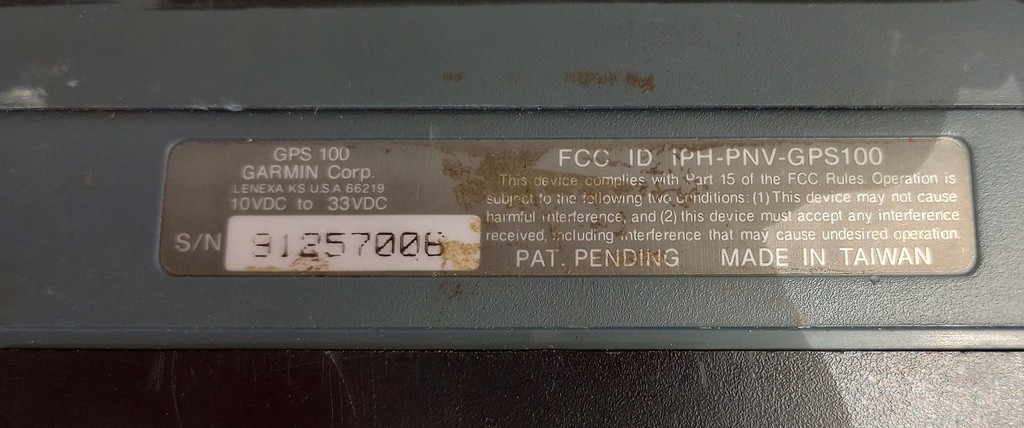 GPS 100
GARMIN Corp.
LENEXA KS U.S.A 66219
10VDC to 33VDC
S/N 91257006
FCC ID IPH-PNV-GPS100
This device complies with Part 15 of the FCC Rules. Operation is
subject to the following two conditions: (1) This device may not cause
harmful interference, and (2) this device must accept any interference
received, including interference that may cause undesired operation.
PAT. PENDING MADE IN TAIWAN